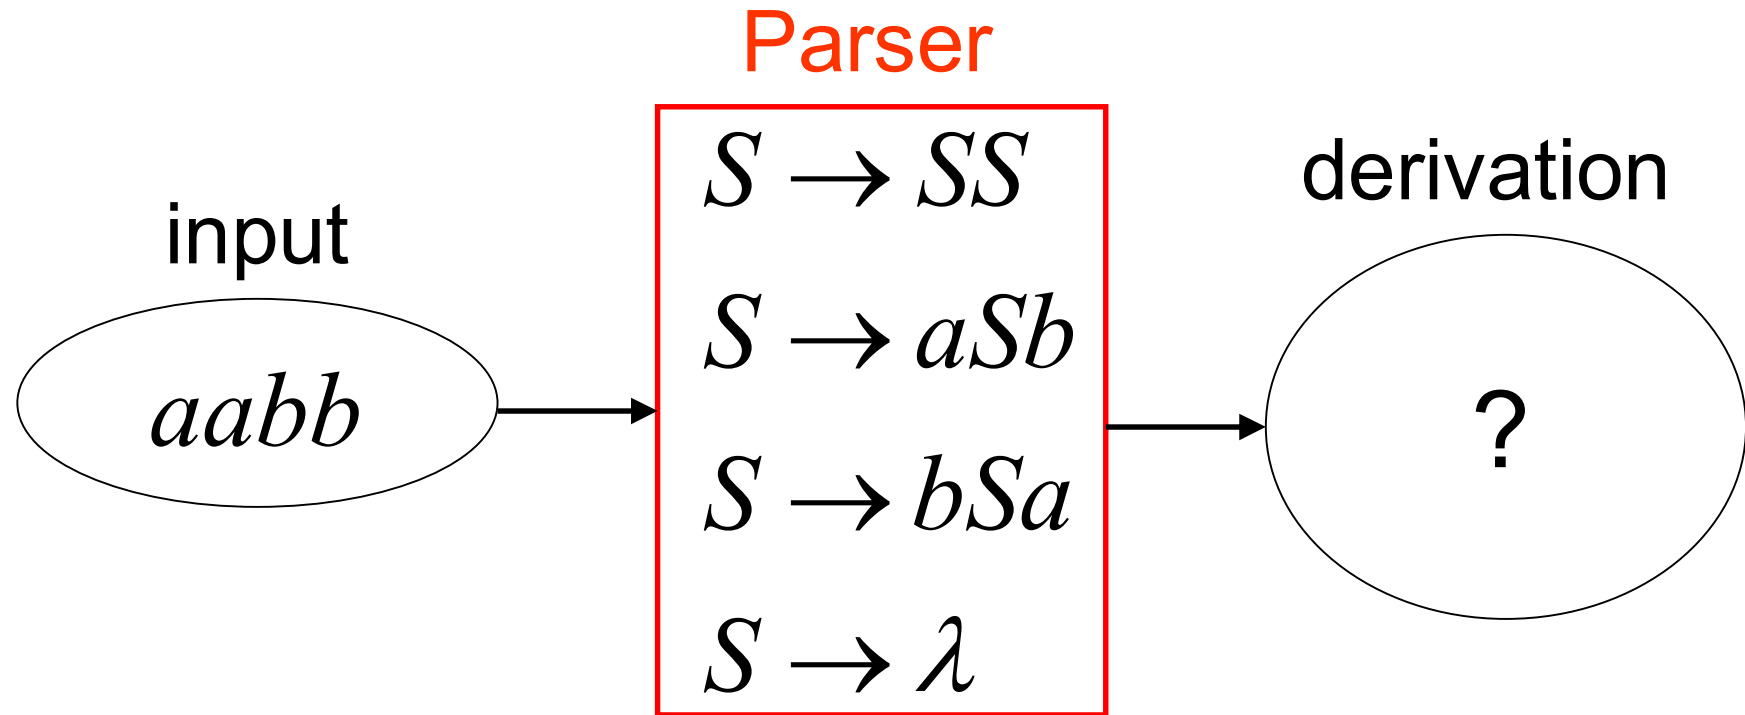 Parser
input
aabb
S → SS
S → aSb
S → bSa
S → λ
derivation
?